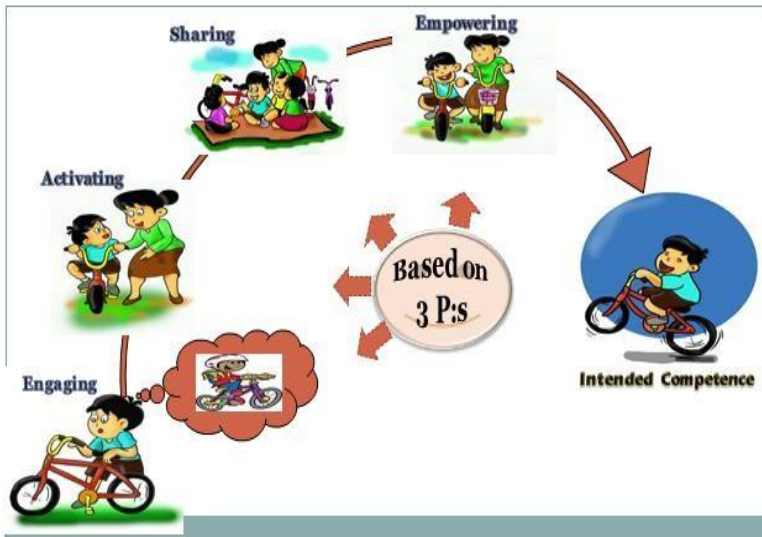 Sharing
Empowering
Activating
Based on
3 P:s
Engaging
Intended Competence